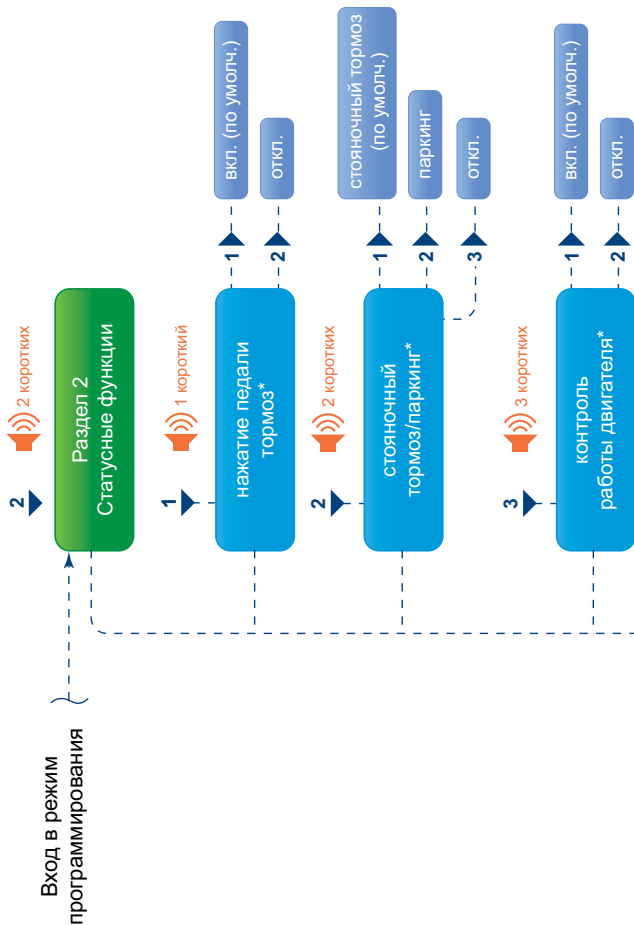 Вход в режим
программирования
2
2 коротких
Раздел 2
Статусные функции
1
1 короткий
нажатие педали
тормоз*
1
вкл. (по умолч.)
2
откл.
2
2 коротких
стояночный
тормоз/паркинг*
1
стояночный тормоз
(по умолч.)
2
паркинг
3
откл.
3
3 коротких
контроль
работы двигателя*
1
вкл. (по умолч.)
2
откл.